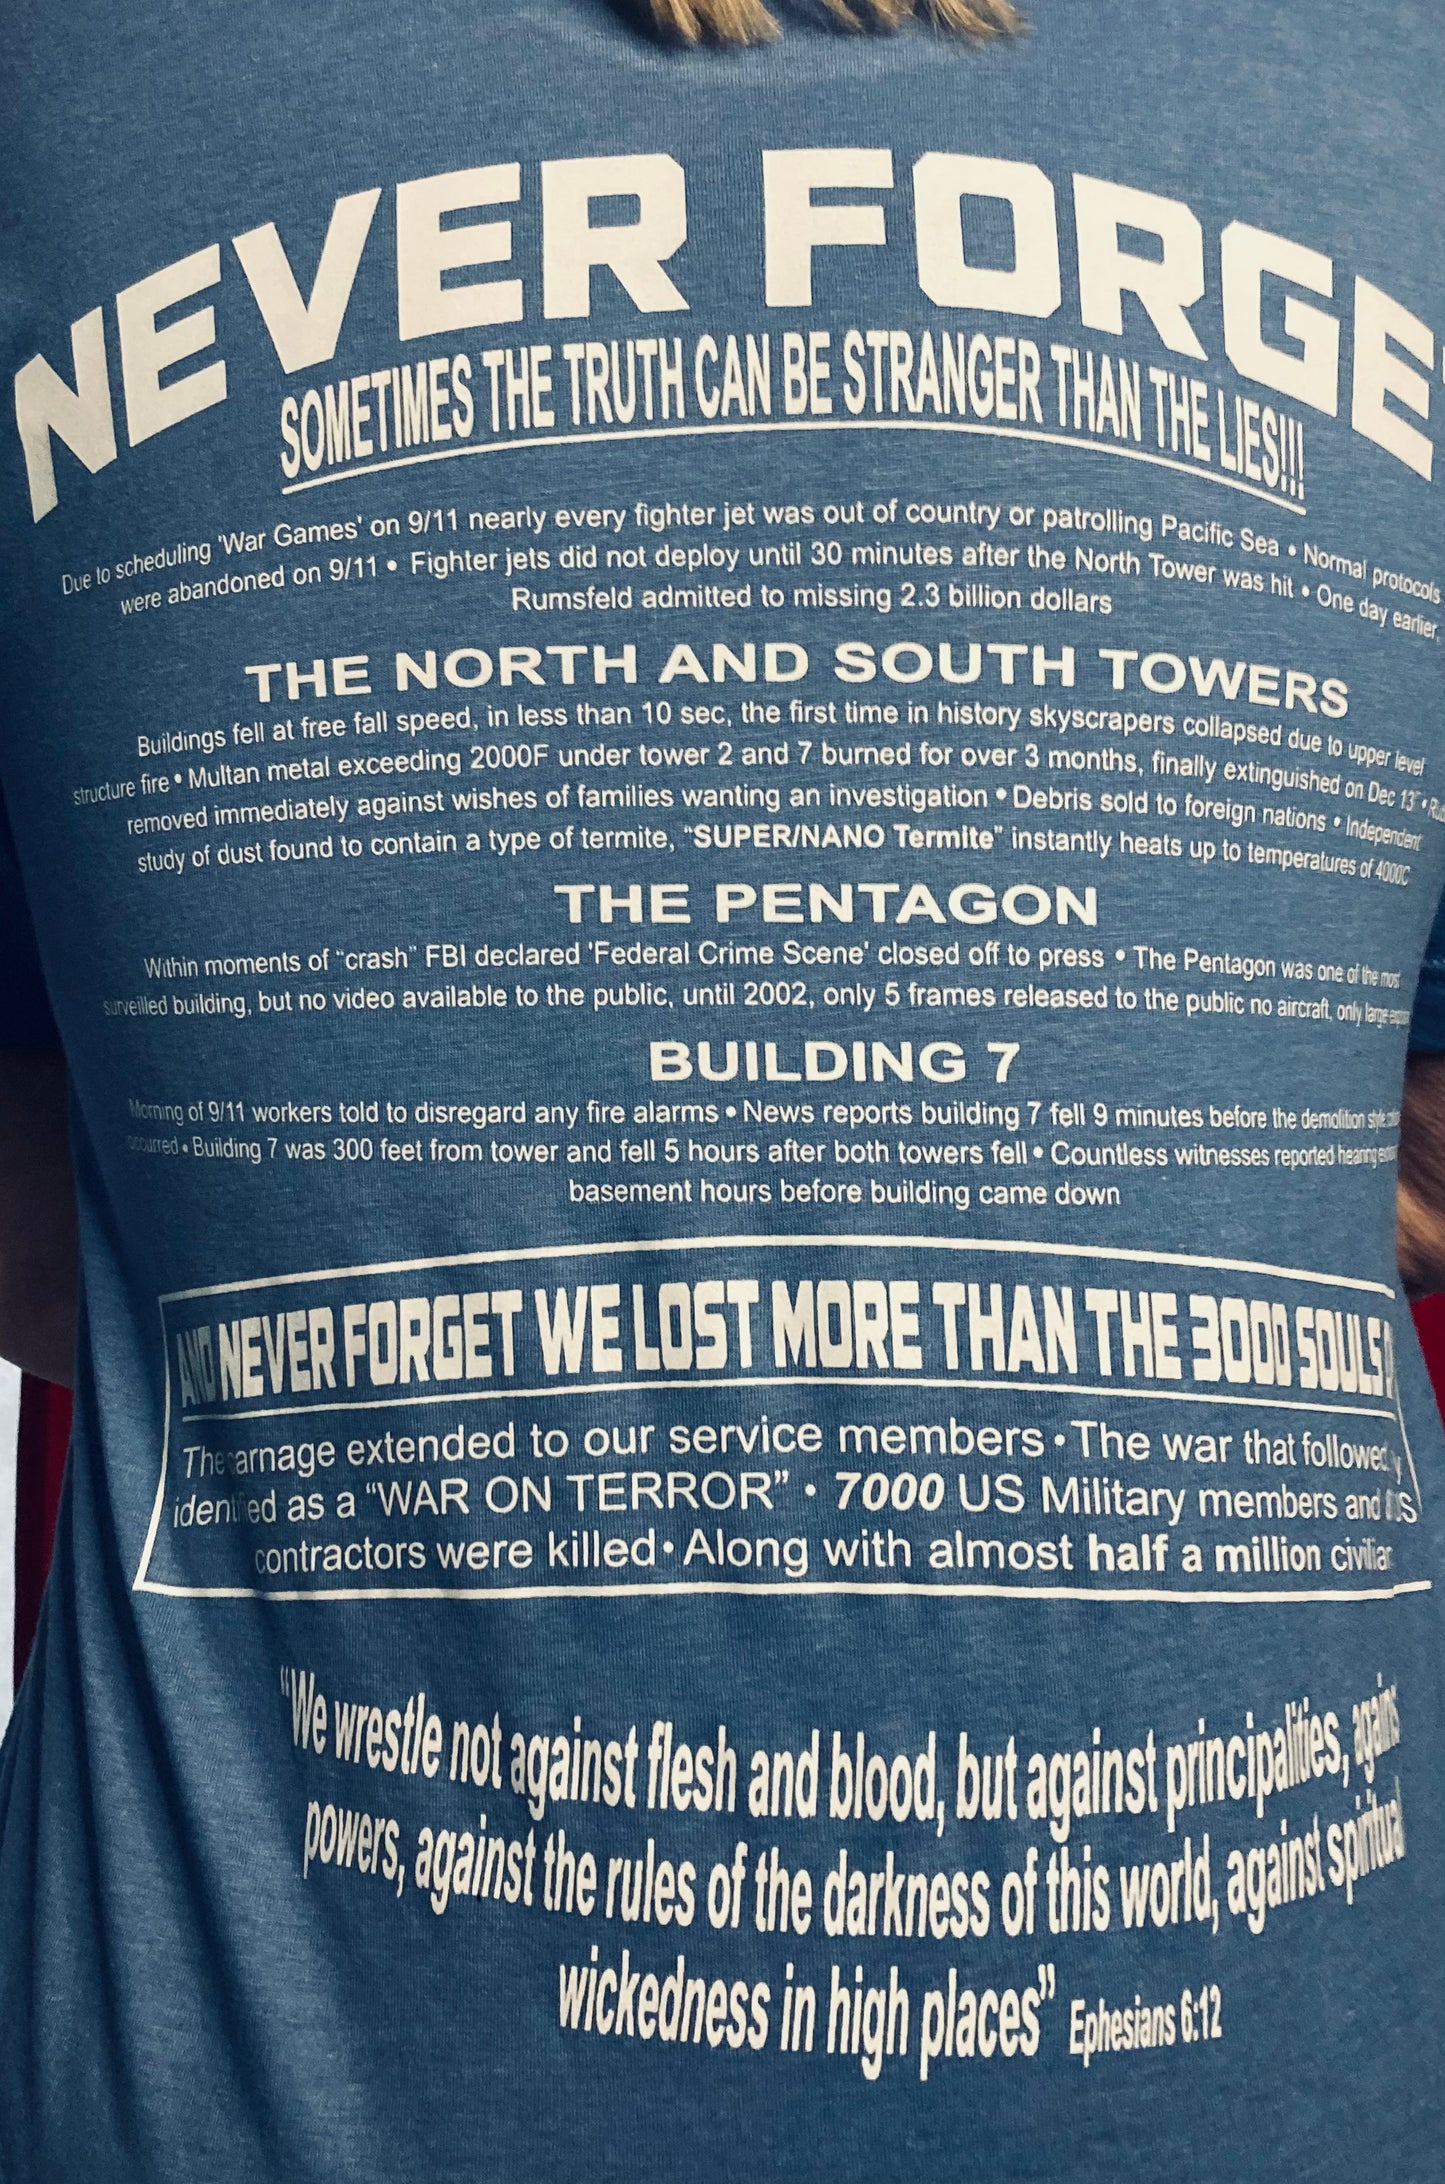 NEVER FORGE
SOMETIMES THE TRUTH CAN BE STRANGER THAN THE LIES!!!
Due to scheduling 'War Games' on 9/11 nearly every fighter jet was out of country or patrolling Pacific Sea • Normal protocols
were abandoned on 9/11 • Fighter jets did not deploy until 30 minutes after the North Tower was hit • One day earlier,
Rumsfeld admitted to missing 2.3 billion dollars
THE NORTH AND SOUTH TOWERS
Buildings fell at free fall speed, in less than 10 sec, the first time in history skyscrapers collapsed due to upper level
structure fire • Multan metal exceeding 2000F under tower 2 and 7 burned for over 3 months, finally extinguished on Dec 13 •
removed immediately against wishes of families wanting an investigation • Debris sold to foreign nations • Independent
study of dust found to contain a type of termite, "SUPER/NANO Termite" instantly heats up to temperatures of 4000C
THE PENTAGON
Within moments of "crash" FBI declared 'Federal Crime Scene' closed off to press • The Pentagon was one of the most
surveilled building, but no video available to the public, until 2002, only 5 frames released to the public no aircraft, only large
BUILDING 7
Morning of 9/11 workers told to disregard any fire alarms • News reports building 7 fell 9 minutes before the demolition style
occurred • Building 7 was 300 feet from tower and fell 5 hours after both towers fell • Countless witnesses reported hearing
basement hours before building came down
AND NEVER FORGET WE LOST MORE THAN THE 3000 SOULS
The carnage extended to our service members • The war that followed
identified as a "WAR ON TERROR" • 7000 US Military members and
contractors were killed • Along with almost half a million civilian
"We wrestle not against flesh and blood, but against principalities, against
powers, against the rules of the darkness of this world, against spiritual
wickedness in high places" Ephesians 6:12